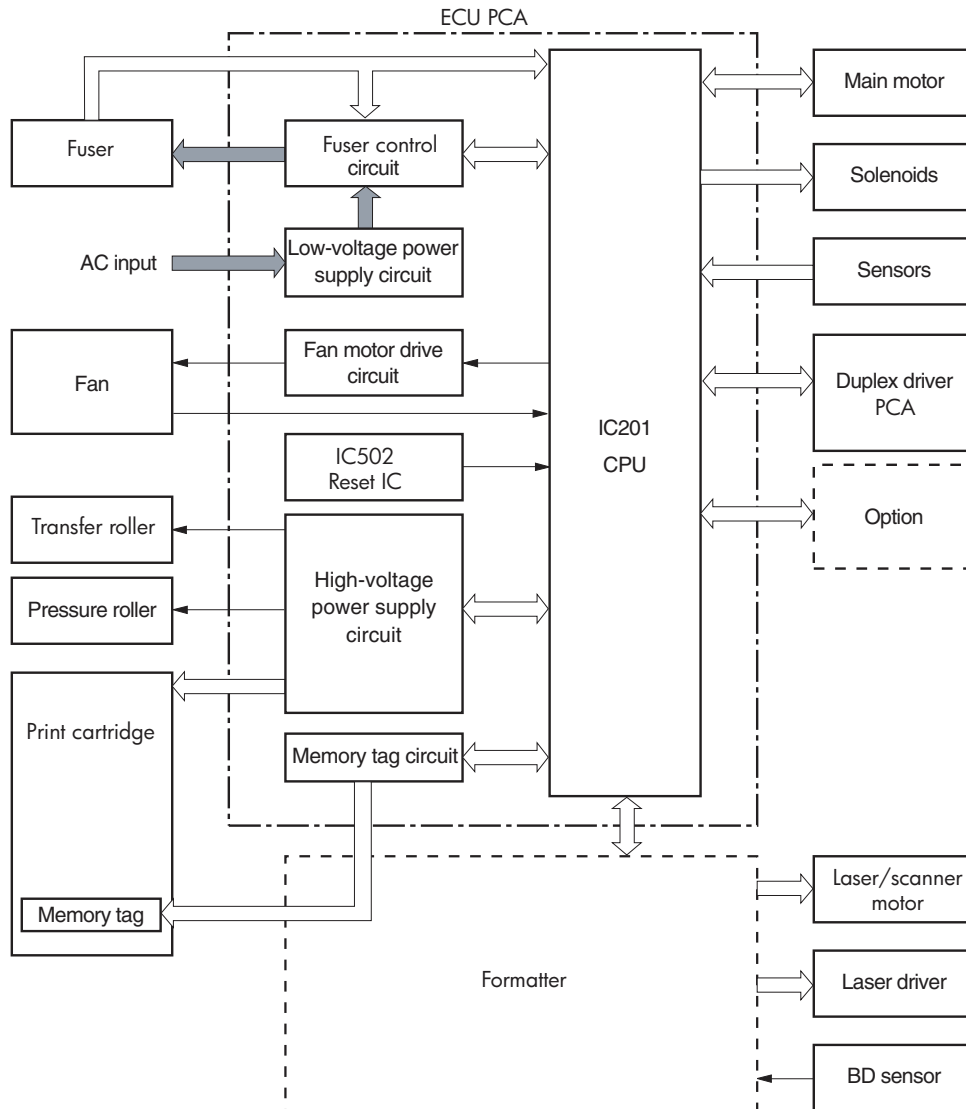 ECU PCA
Main motor
Fuser
Fuser control
circuit
Solenoids
AC input
Low-voltage power
supply circuit
Sensors
Fan
Fan motor drive
circuit
Duplex driver
PCA
IC201
CPU
IC502
Reset IC
Option
Transfer roller
High-voltage
power supply
circuit
Pressure roller
Print cartridge
Memory tag circuit
Memory tag
Formatter
Laser/scanner
motor
Laser driver
BD sensor